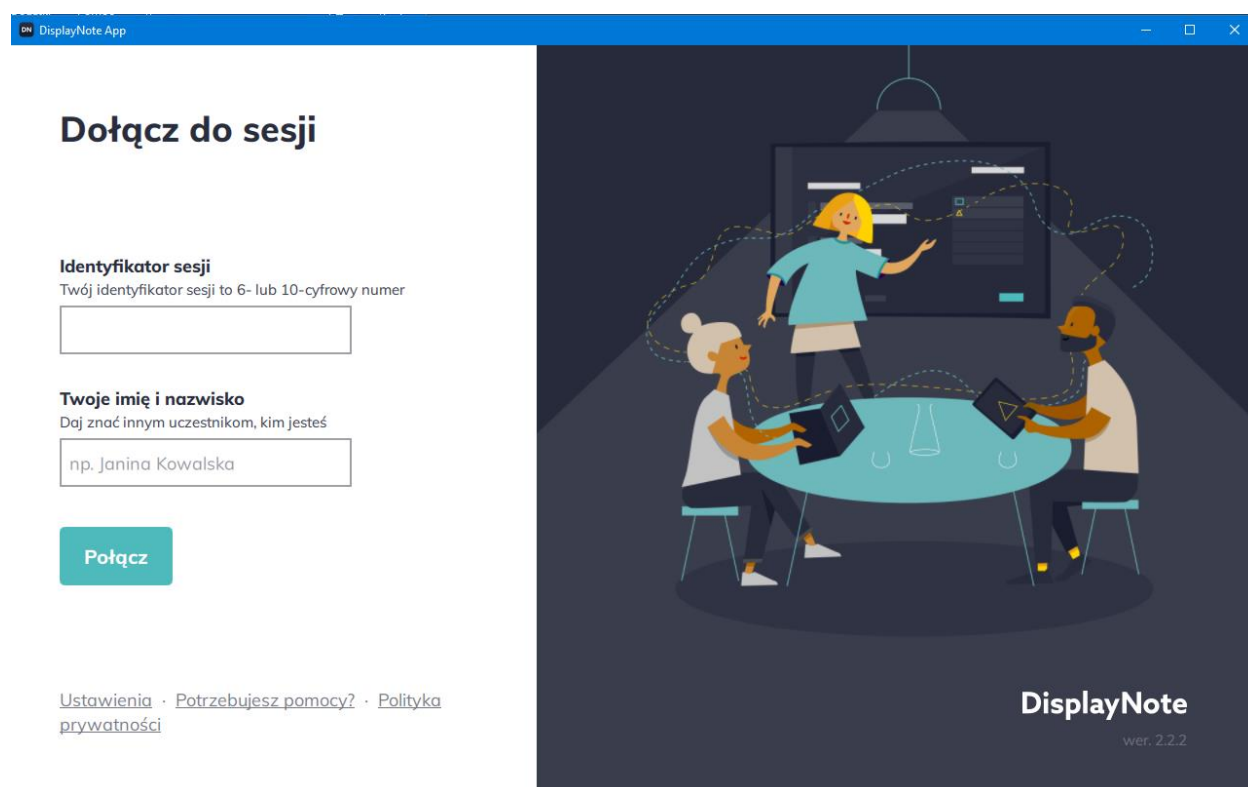 DN DisplayNote App
Dołącz do sesji
Identyfikator sesji
Twój identyfikator sesji to 6- lub 10-cyfrowy numer
Twoje imię i nazwisko
Daj znać innym uczestnikom, kim jesteś
np. Janina Kowalska
Połącz
Ustawienia · Potrzebujesz pomocy? · Polityka
prywatności
DisplayNote
wer. 2.2.2